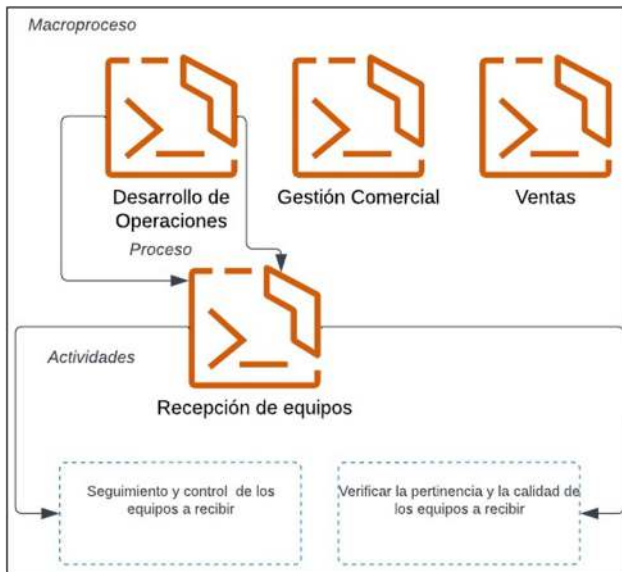 Macroproceso
Desarrollo de
Operaciones
Gestión Comercial
Ventas
Proceso
Actividades
Recepción de equipos
Seguimiento y control de los
equipos a recibir
Verificar la pertinencia y la calidad de
los equipos a recibir